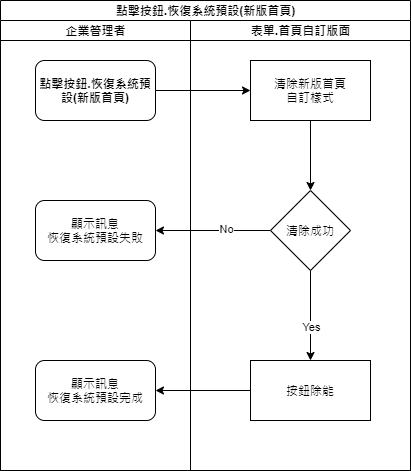 點擊按鈕.恢復系統預設(新版首頁)
企業管理者
表單.首頁自訂版面
點擊按鈕.恢復系統預
設(新版首頁)
清除新版首頁
自訂樣式
顯示訊息
恢復系統預設失敗
No
清除成功
Yes
顯示訊息
恢復系統預設完成
按鈕除能